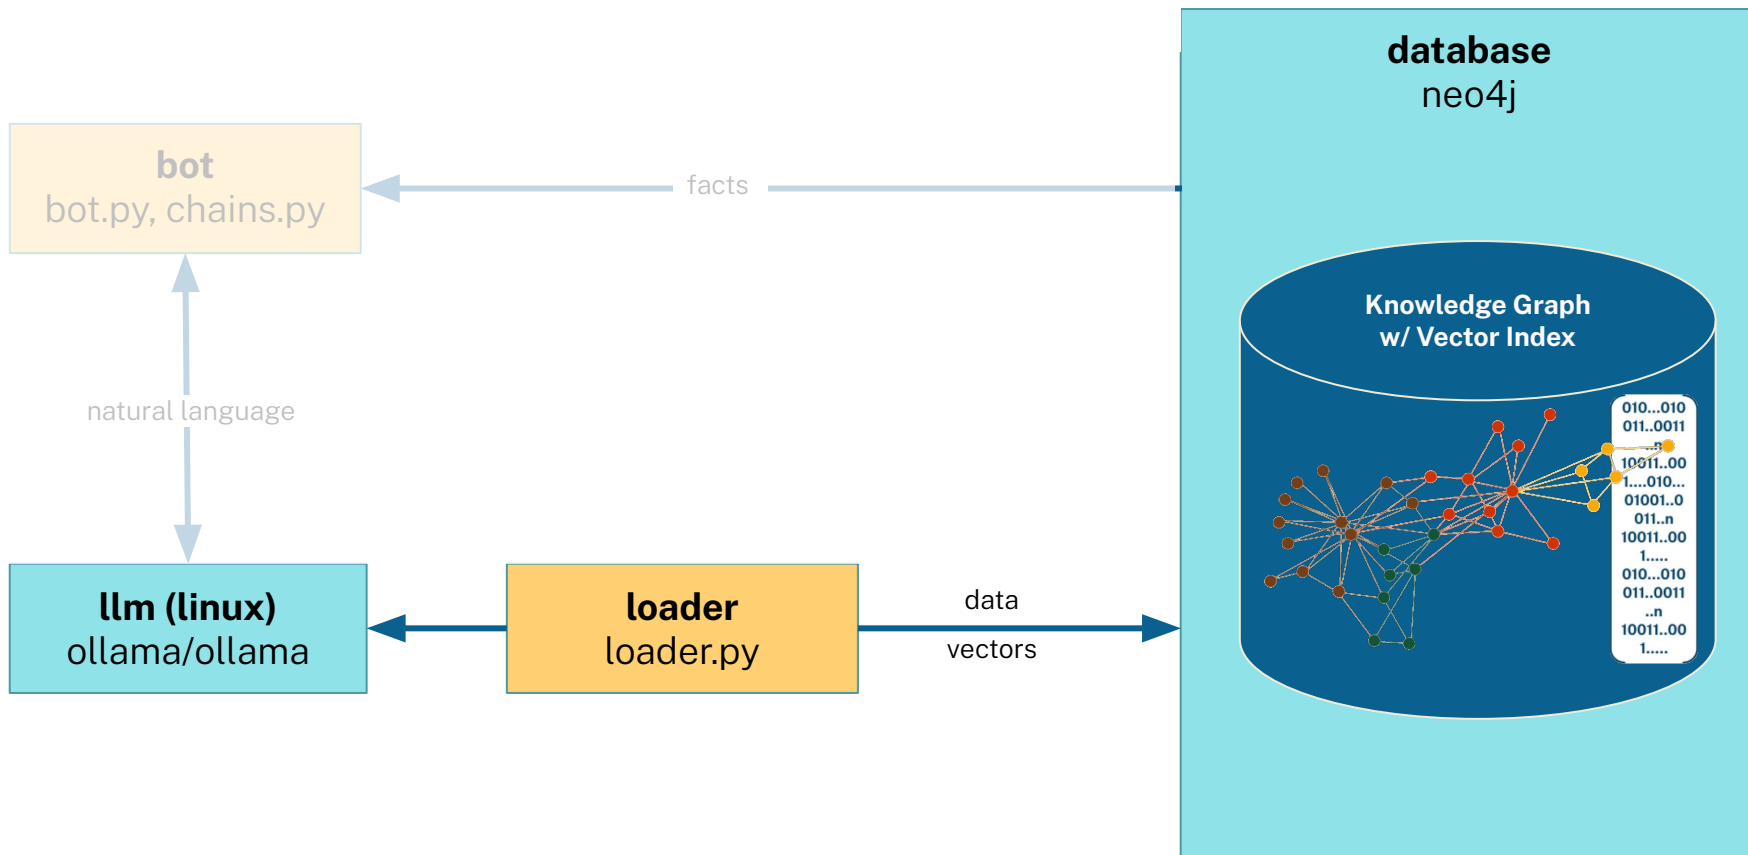 database
neo4j
bot
bot.py, chains.py
facts
Knowledge Graph
w/ Vector Index
natural language
010...010
011..0011
..n
10011..00
1....010...
01001..0
011..n
10011..00
1.....
010...010
011..0011
..n
10011..00
1.....
llm (linux)
ollama/ollama
loader
loader.py
data
vectors